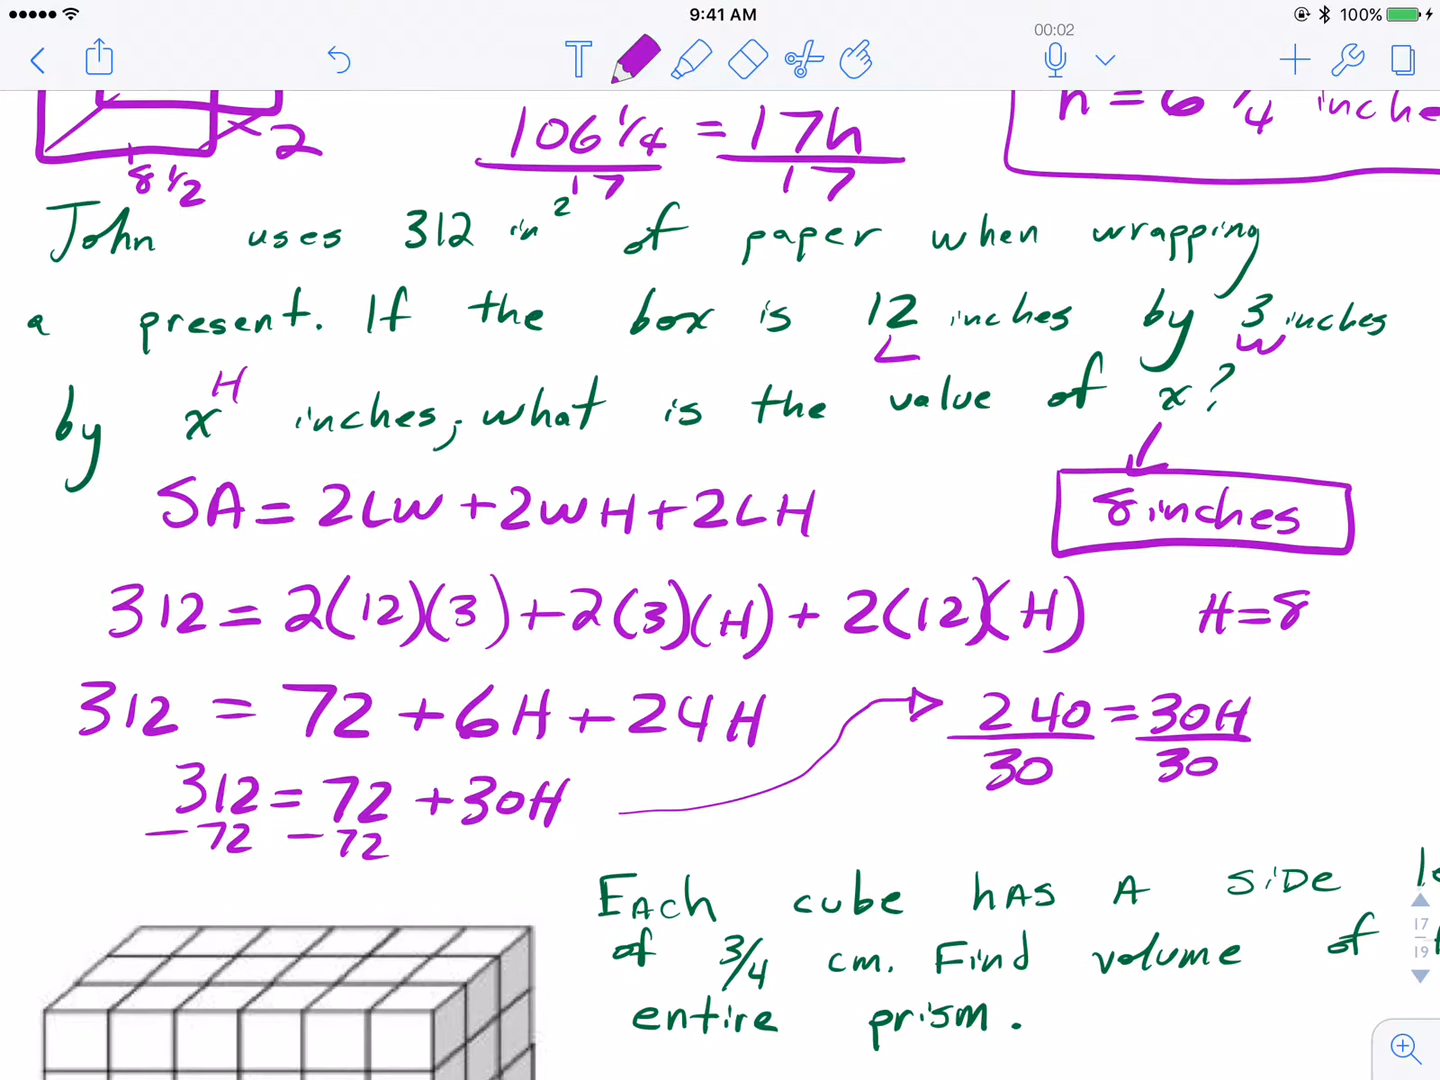 9:41 AM
100%
00:02
T
8 1/2
× 2
106 1/4 = 17h
17 17
h = 6 1/4 inche
John uses 312 in² of paper when wrapping
a present. If the box is 12 inches by 3 inches
L W
H
by x inches, what is the value of x?
8 inches
SA = 2LW + 2WH + 2LH
312 = 2(12)(3) + 2(3)(H) + 2(12)(H) H = 8
312 = 72 + 6H + 24H
240 = 30H
30 30
312 = 72 + 30H
-72 -72
Each cube has A side le
of 3/4 cm. Find volume of
entire prism.
17
19